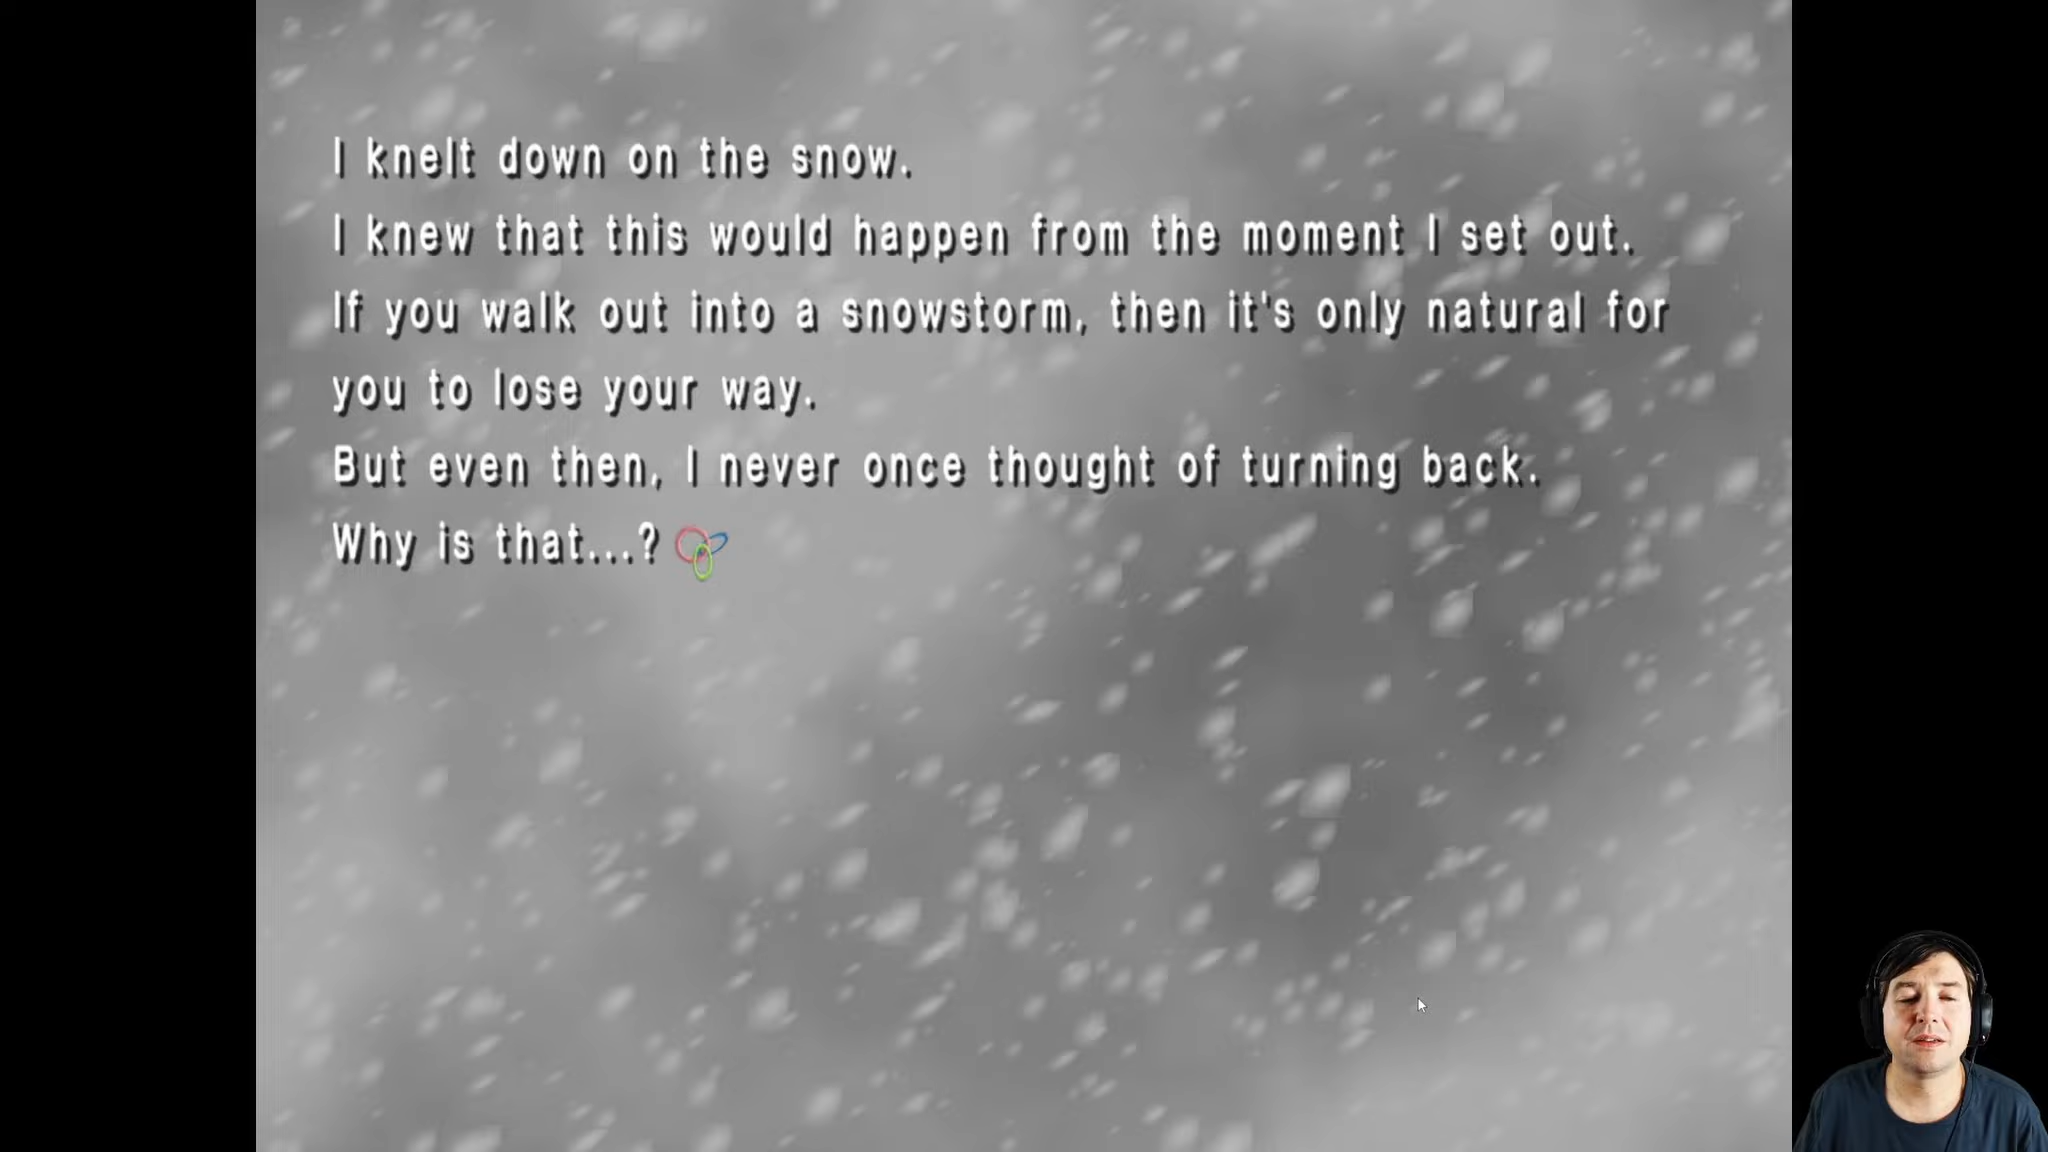 I knelt down on the snow.
I knew that this would happen from the moment I set out.
If you walk out into a snowstorm, then it's only natural for
you to lose your way.
But even then, I never once thought of turning back.
Why is that...?